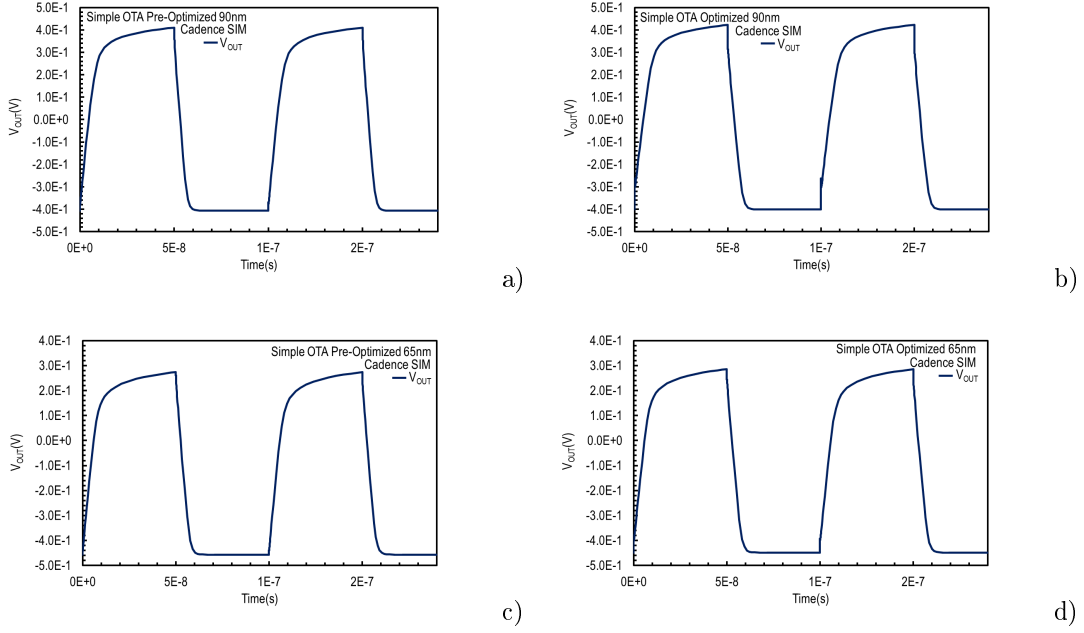 Simple OTA Pre-Optimized 90nm
Cadence SIM
V_OUT
5.0E-1
4.0E-1
3.0E-1
2.0E-1
1.0E-1
0.0E+0
-1.0E-1
-2.0E-1
-3.0E-1
-4.0E-1
-5.0E-1
V_OUT(V)
0E+0 5E-8 1E-7 2E-7
Time(s)
a)
Simple OTA Optimized 90nm
Cadence SIM
V_OUT
5.0E-1
4.0E-1
3.0E-1
2.0E-1
1.0E-1
0.0E+0
-1.0E-1
-2.0E-1
-3.0E-1
-4.0E-1
-5.0E-1
V_OUT(V)
0E+0 5E-8 1E-7 2E-7
Time(s)
b)
Simple OTA Pre-Optimized 65nm
Cadence SIM
V_OUT
4.0E-1
3.0E-1
2.0E-1
1.0E-1
0.0E+0
-1.0E-1
-2.0E-1
-3.0E-1
-4.0E-1
-5.0E-1
V_OUT(V)
0E+0 5E-8 1E-7 2E-7
Time(s)
c)
Simple OTA Optimized 65nm
Cadence SIM
V_OUT
4.0E-1
3.0E-1
2.0E-1
1.0E-1
0.0E+0
-1.0E-1
-2.0E-1
-3.0E-1
-4.0E-1
-5.0E-1
V_OUT(V)
0E+0 5E-8 1E-7 2E-7
Time(s)
d)